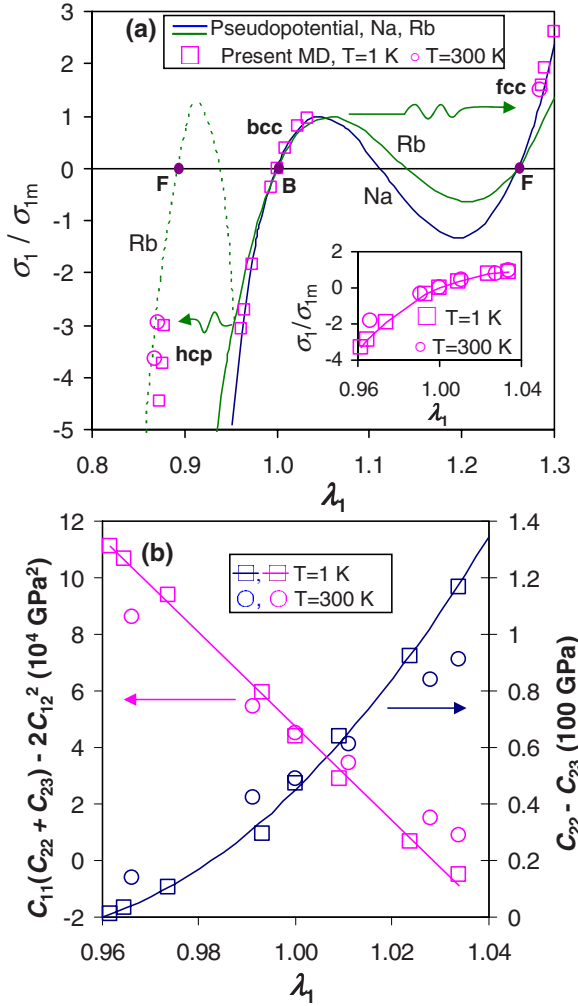 (a)
Pseudopotential, Na, Rb
Present MD, T=1 K T=300 K
3
2
1
0
-1
-2
-3
-4
-5
σ₁ / σ₁ₘ
bcc
fcc
F
B
F
Rb
Rb
Na
hcp
2
0
-2
-4
σ₁/σ₁ₘ
T=1 K
T=300 K
0.96 1.00 1.04
λ₁
0.8 0.9 1.0 1.1 1.2 1.3
λ₁
(b)
, T=1 K
, T=300 K
12
10
8
6
4
2
0
-2
C₁₁(C₂₂ + C₂₃) - 2C₁₂² (10⁴ GPa²)
1.4
1.2
1
0.8
0.6
0.4
0.2
0
C₂₂ - C₂₃ (100 GPa)
0.96 0.98 1.00 1.02 1.04
λ₁